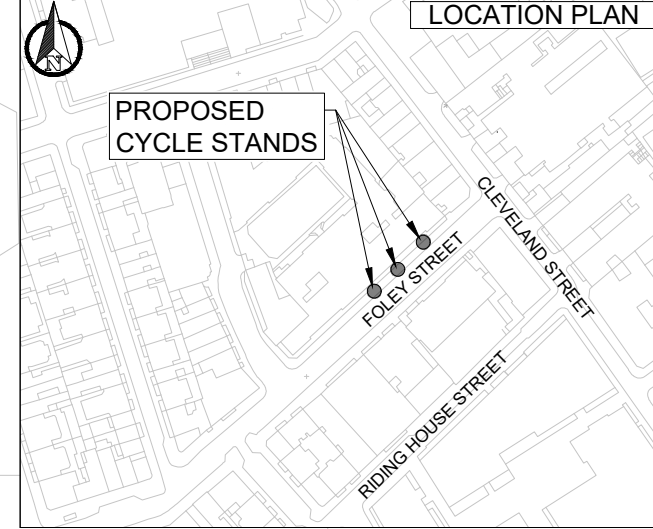 LOCATION PLAN
N
PROPOSED
CYCLE STANDS
CLEVELAND STREET
FOLEY STREET
RIDING HOUSE STREET